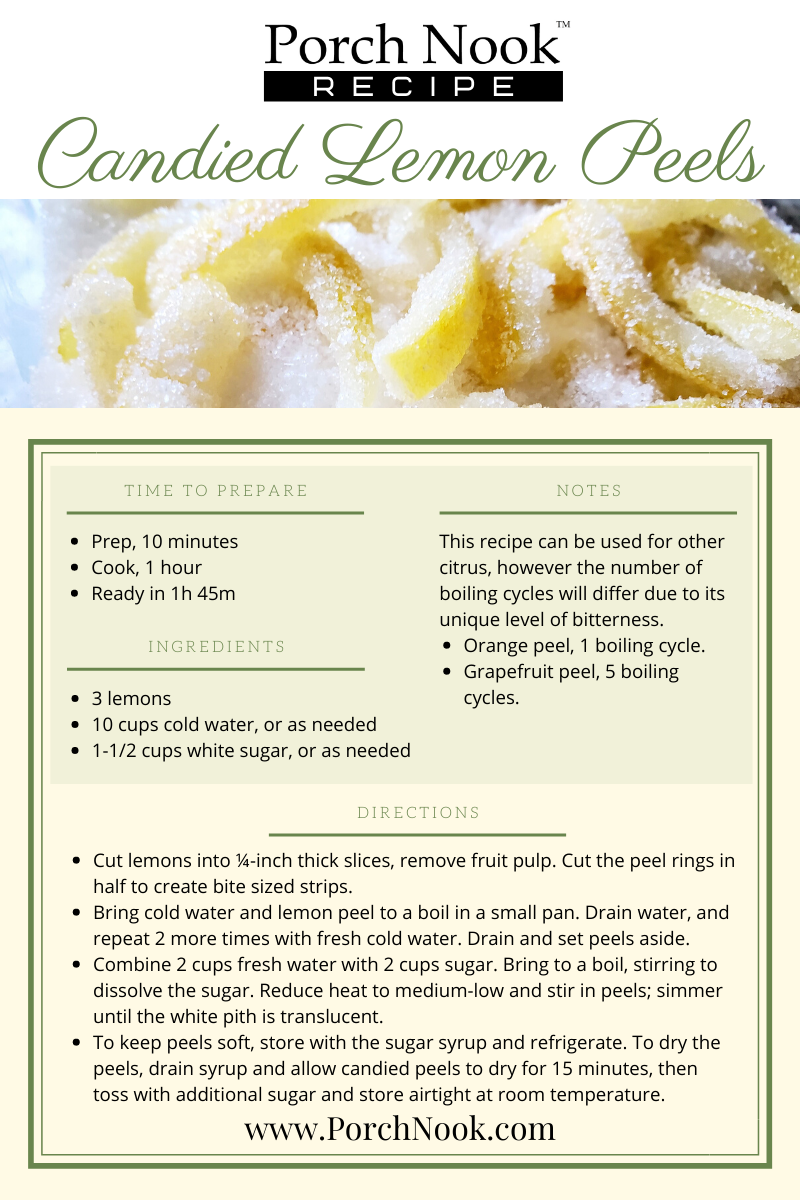 Porch Nook™
RECIPE
Candied Lemon Peels
TIME TO PREPARE
• Prep, 10 minutes
• Cook, 1 hour
• Ready in 1h 45m
INGREDIENTS
• 3 lemons
• 10 cups cold water, or as needed
• 1-1/2 cups white sugar, or as needed
NOTES
This recipe can be used for other
citrus, however the number of
boiling cycles will differ due to its
unique level of bitterness.
• Orange peel, 1 boiling cycle.
• Grapefruit peel, 5 boiling
cycles.
DIRECTIONS
• Cut lemons into ¼-inch thick slices, remove fruit pulp. Cut the peel rings in
half to create bite sized strips.
• Bring cold water and lemon peel to a boil in a small pan. Drain water, and
repeat 2 more times with fresh cold water. Drain and set peels aside.
• Combine 2 cups fresh water with 2 cups sugar. Bring to a boil, stirring to
dissolve the sugar. Reduce heat to medium-low and stir in peels; simmer
until the white pith is translucent.
• To keep peels soft, store with the sugar syrup and refrigerate. To dry the
peels, drain syrup and allow candied peels to dry for 15 minutes, then
toss with additional sugar and store airtight at room temperature.
www.PorchNook.com